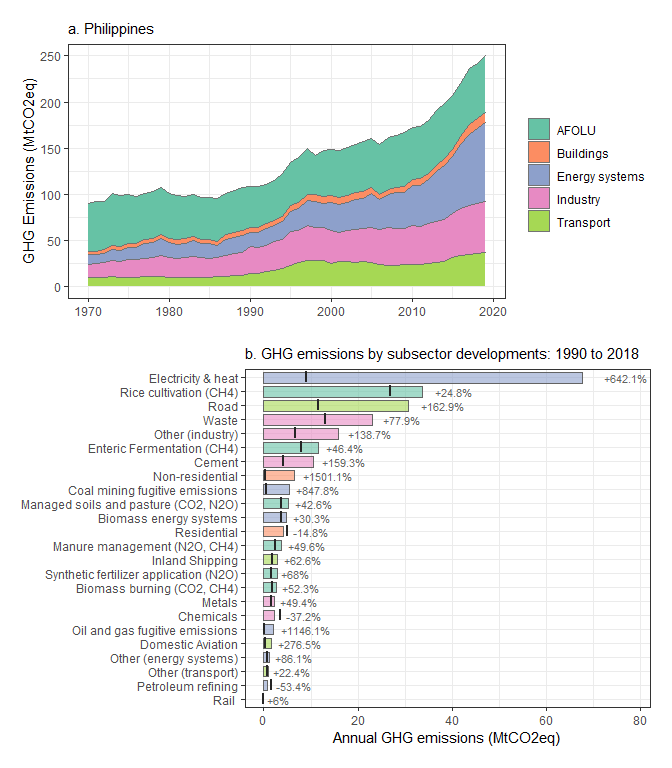 a. Philippines
GHG Emissions (MtCO2eq)
250
200
150
100
50
0
1970
1980
1990
2000
2010
2020
AFOLU
Buildings
Energy systems
Industry
Transport
b. GHG emissions by subsector developments: 1990 to 2018
Electricity & heat +642.1%
Rice cultivation (CH4) +24.8%
Road +162.9%
Waste +77.9%
Other (industry) +138.7%
Enteric Fermentation (CH4) +46.4%
Cement +159.3%
Non-residential +1501.1%
Coal mining fugitive emissions +847.8%
Managed soils and pasture (CO2, N2O) +42.6%
Biomass energy systems +30.3%
Residential -14.8%
Manure management (N2O, CH4) +49.6%
Inland Shipping +62.6%
Synthetic fertilizer application (N2O) +68%
Biomass burning (CO2, CH4) +52.3%
Metals +49.4%
Chemicals -37.2%
Oil and gas fugitive emissions +1146.1%
Domestic Aviation +276.5%
Other (energy systems) +86.1%
Other (transport) +22.4%
Petroleum refining -53.4%
Rail +6%
0
20
40
60
80
Annual GHG emissions (MtCO2eq)